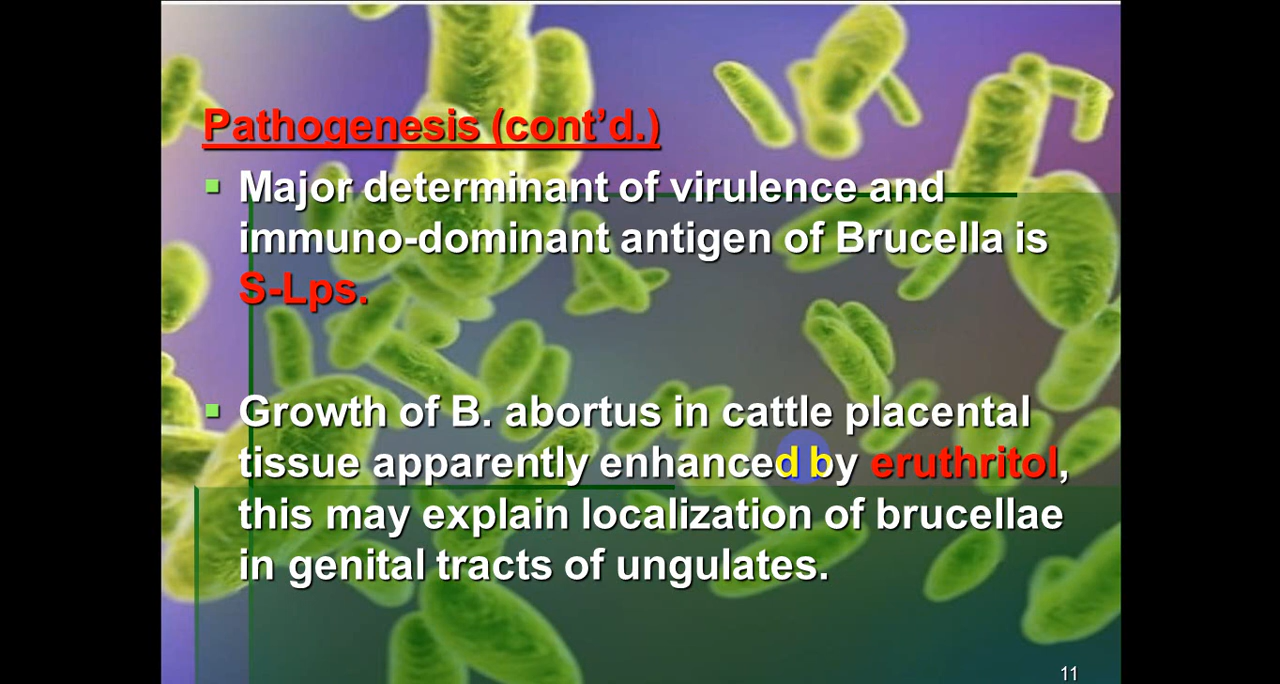 Pathogenesis (cont’d.)
▪ Major determinant of virulence and
immuno-dominant antigen of Brucella is
S-Lps.
▪ Growth of B. abortus in cattle placental
tissue apparently enhanced by eruthritol,
this may explain localization of brucellae
in genital tracts of ungulates.
11